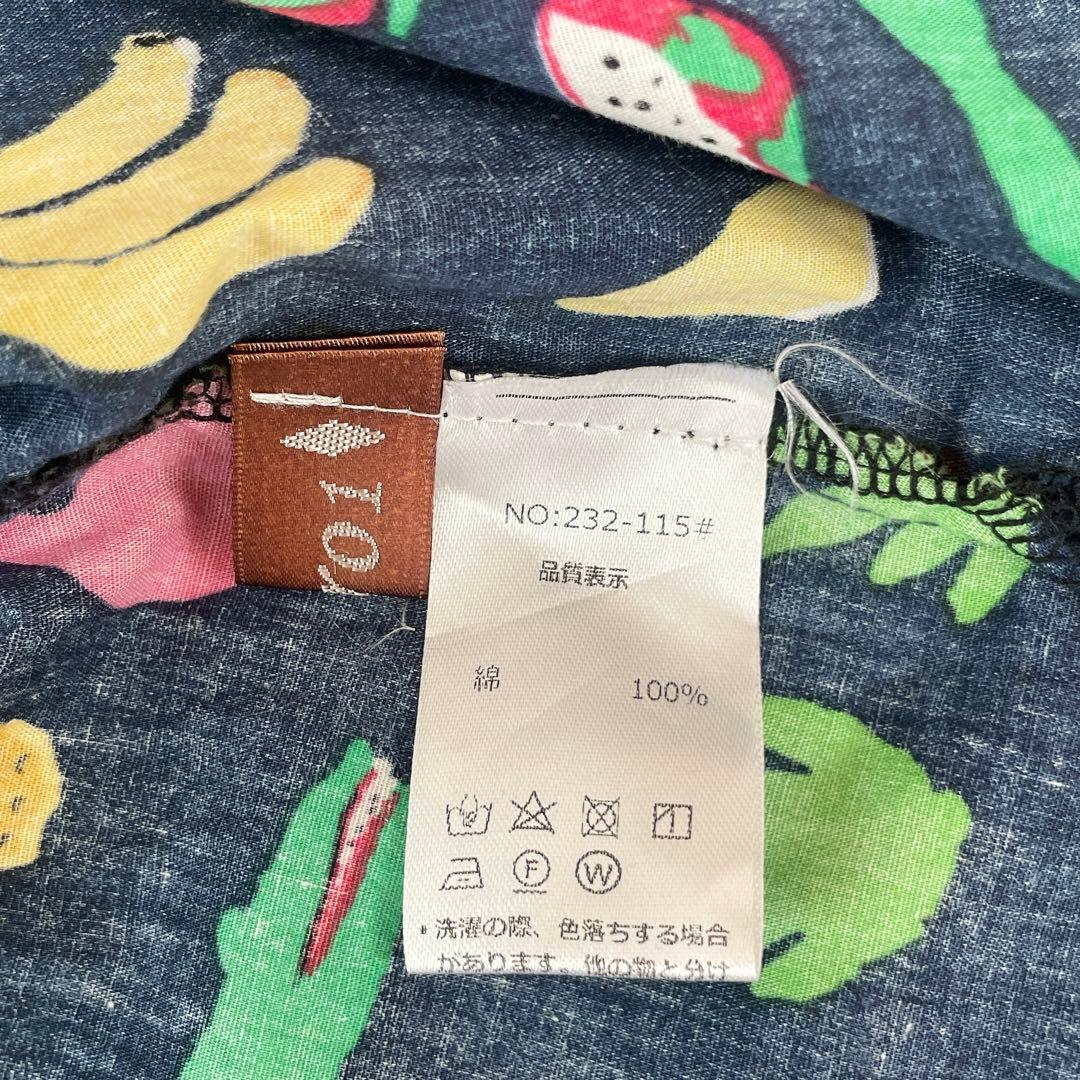 ror
NO:232-115#
品質表示
綿 100%
F W
・洗濯の際、色落ちする場合
があります。他の物と分け